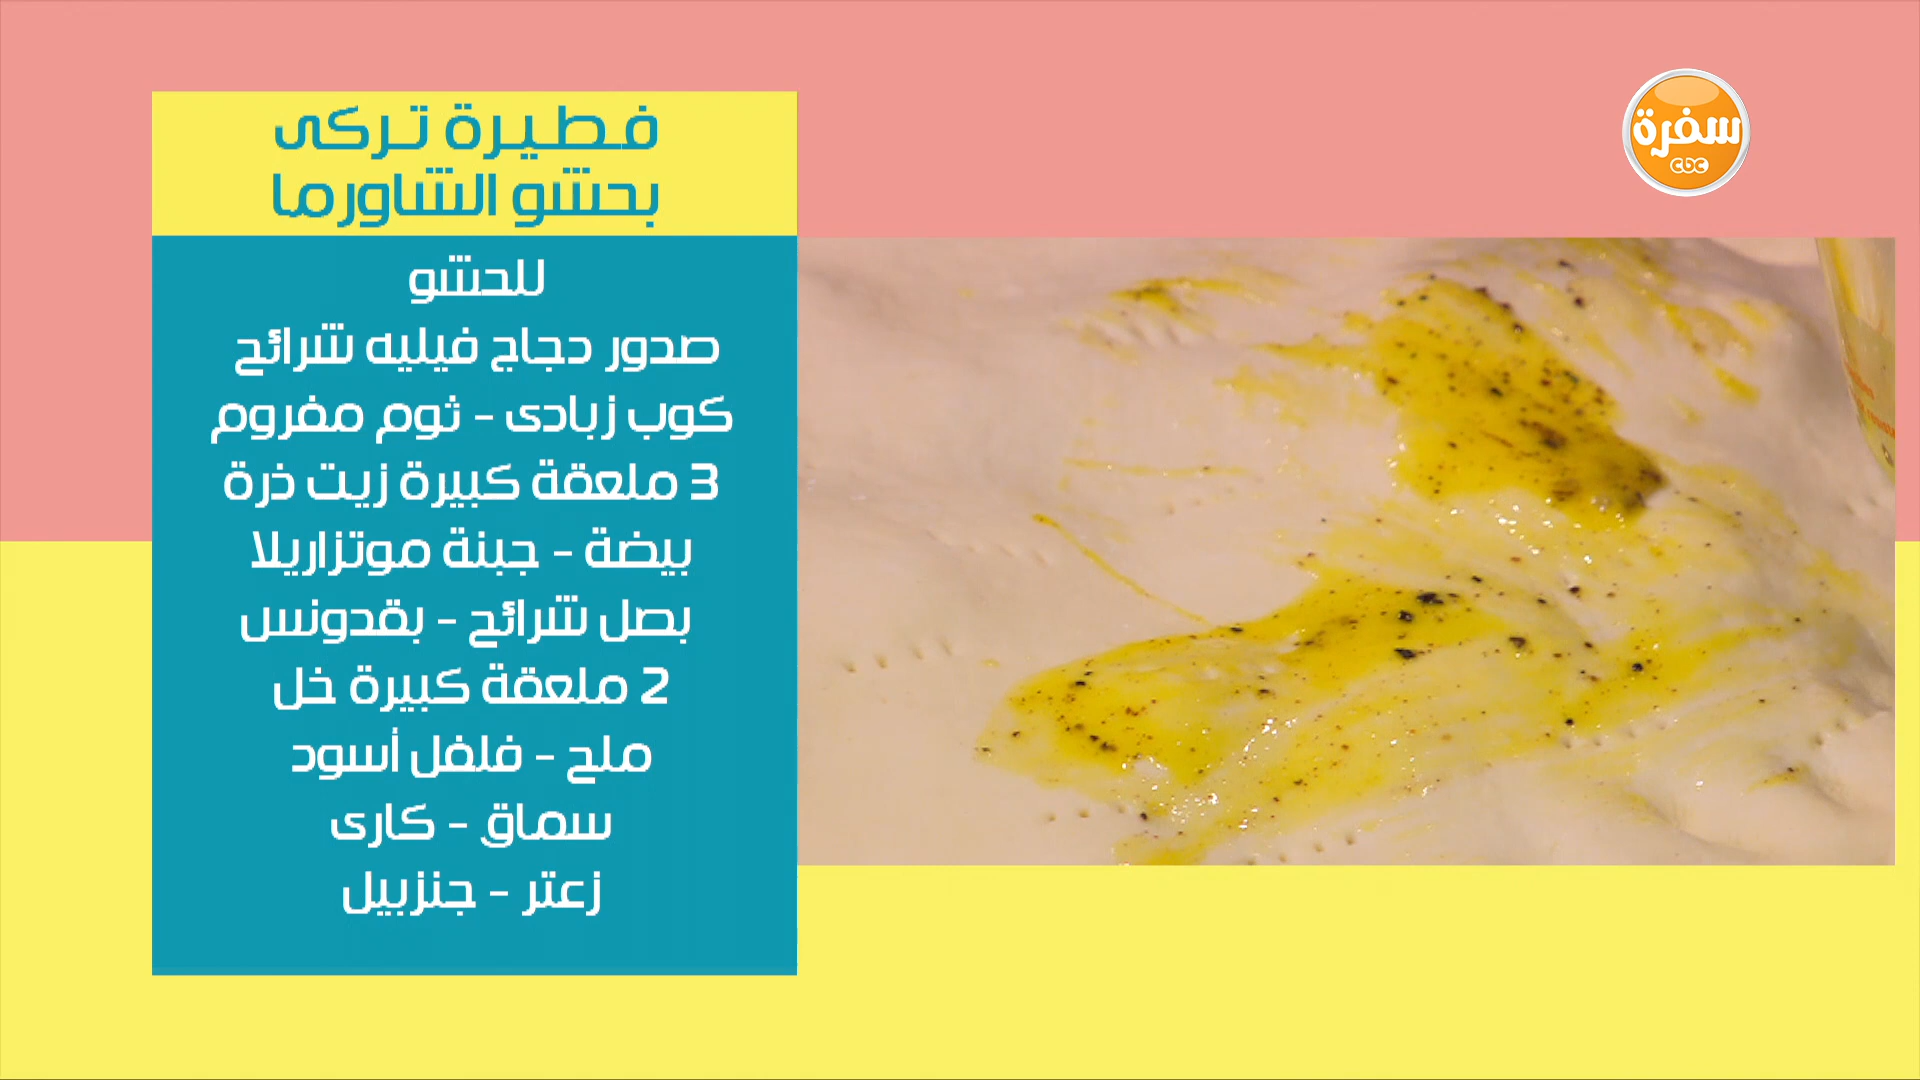 فطيرة تركى
بحشو الشاورما
للحشو
صدور دجاج فيليه شرائح
كوب زبادى - ثوم مفروم
3 ملعقة كبيرة زيت ذرة
بيضة - جبنة موتزاريلا
بصل شرائح - بقدونس
2 ملعقة كبيرة خل
ملح - فلفل أسود
سماق - كارى
زعتر - جنزبيل
سفرة
cbc